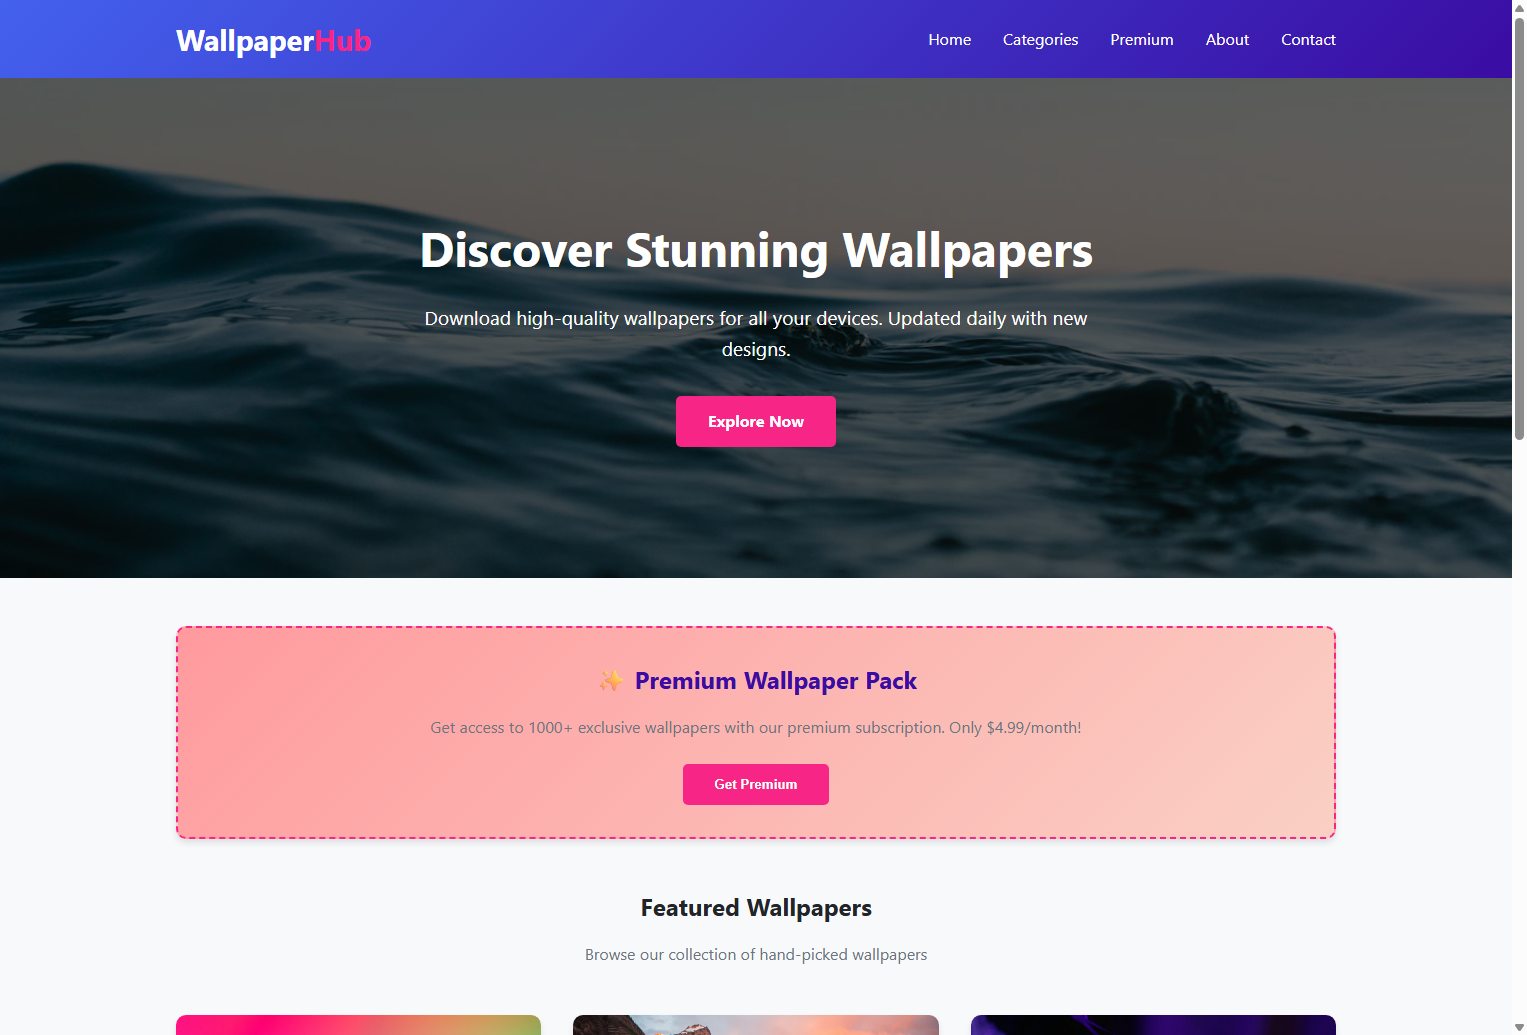 WallpaperHub
Home Categories Premium About Contact
Discover Stunning Wallpapers
Download high-quality wallpapers for all your devices. Updated daily with new
designs.
Explore Now
✨ Premium Wallpaper Pack
Get access to 1000+ exclusive wallpapers with our premium subscription. Only $4.99/month!
Get Premium
Featured Wallpapers
Browse our collection of hand-picked wallpapers